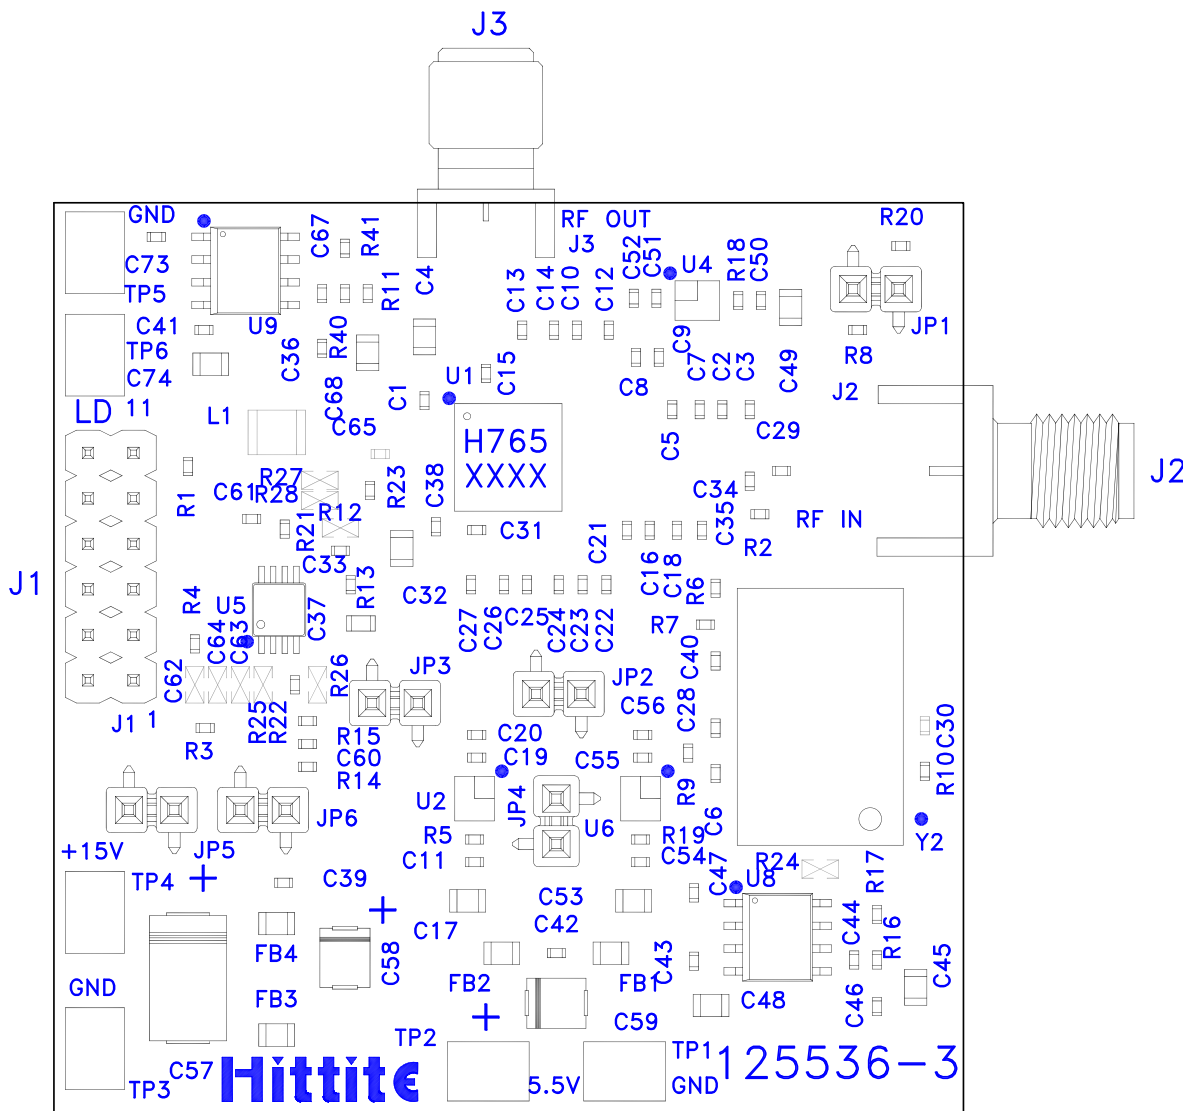 J3
GND
C67
R41
RF OUT
J3
C52
C51
U4
R18
C50
R20
C73
TP5
R11
C4
C13
C14
C10
C12
C41
U9
TP6
C74
C36
R40
C9
JP1
R8
C8
C7
C2
C3
C49
J2
U1
C15
C1
LD 11
L1
C68
C65
C5
C29
H765
XXXX
J2
R1
R27
R28
C61
R12
R21
R23
C38
C31
C21
C34
C35
RF IN
R2
C33
J1
R4
U5
C37
R13
C32
C27
C26
C25
C24
C23
C22
C16
C18
R6
R7
C62
C64
C63
R26
JP3
JP2
C40
J1 1
R3
R25
R22
R15
C60
R14
C20
C19
C56
C55
C28
C30
R10
JP5
JP6
U2
JP4
U6
R9
C6
Y2
+15V
R5
C11
R19
C54
TP4
C39
C17
C53
C42
C47
R24
U8
R17
FB4
C58
C43
C44
R16
C45
GND
FB3
FB2
FB1
C48
C46
TP2
C59
TP3
C57
Hittite
5.5V
TP1
GND
125536-3